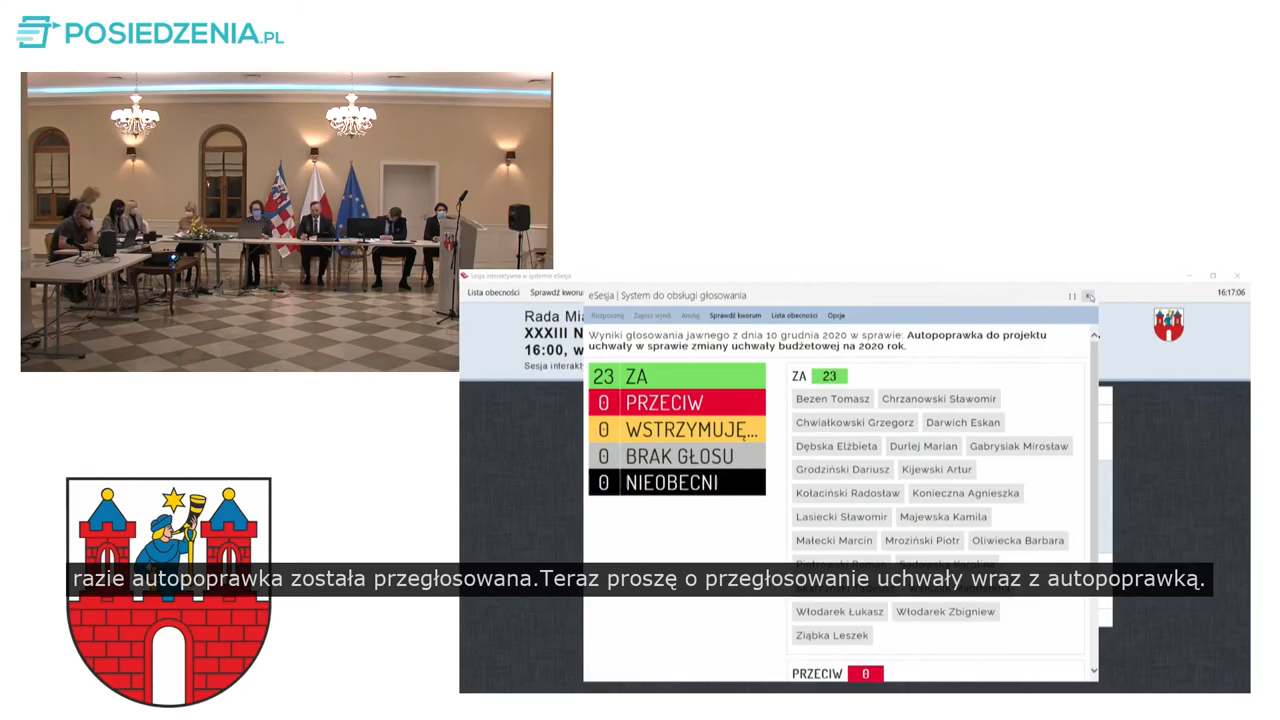 POSIEDZENIA.PL
Sesja interaktywna w systemie eSesja
Lista obecności Sprawdź kworu
16:17:06
Rada Mia
XXXIII N
16:00, w
Sesja interakt
eSesja | System do obsługi głosowania
Rozpocznij Zapisz wynik Anuluj Sprawdź kworum Lista obecności Opcje
Wyniki głosowania jawnego z dnia 10 grudnia 2020 w sprawie: Autopoprawka do projektu
uchwały w sprawie zmiany uchwały budżetowej na 2020 rok.
23 ZA
0 PRZECIW
0 WSTRZYMUJĘ...
0 BRAK GŁOSU
0 NIEOBECNI
ZA 23
Bezen Tomasz Chrzanowski Sławomir
Chwiałkowski Grzegorz Darwich Eskan
Dębska Elżbieta Durlej Marian Gabrysiak Mirosław
Grodziński Dariusz Kijewski Artur
Kołaciński Radosław Konieczna Agnieszka
Lasiecki Sławomir Majewska Kamila
Małecki Marcin Mroziński Piotr Oliwiecka Barbara
Włodarek Łukasz Włodarek Zbigniew
Ziąbka Leszek
PRZECIW 0
razie autopoprawka została przegłosowana.Teraz proszę o przegłosowanie uchwały wraz z autopoprawką.